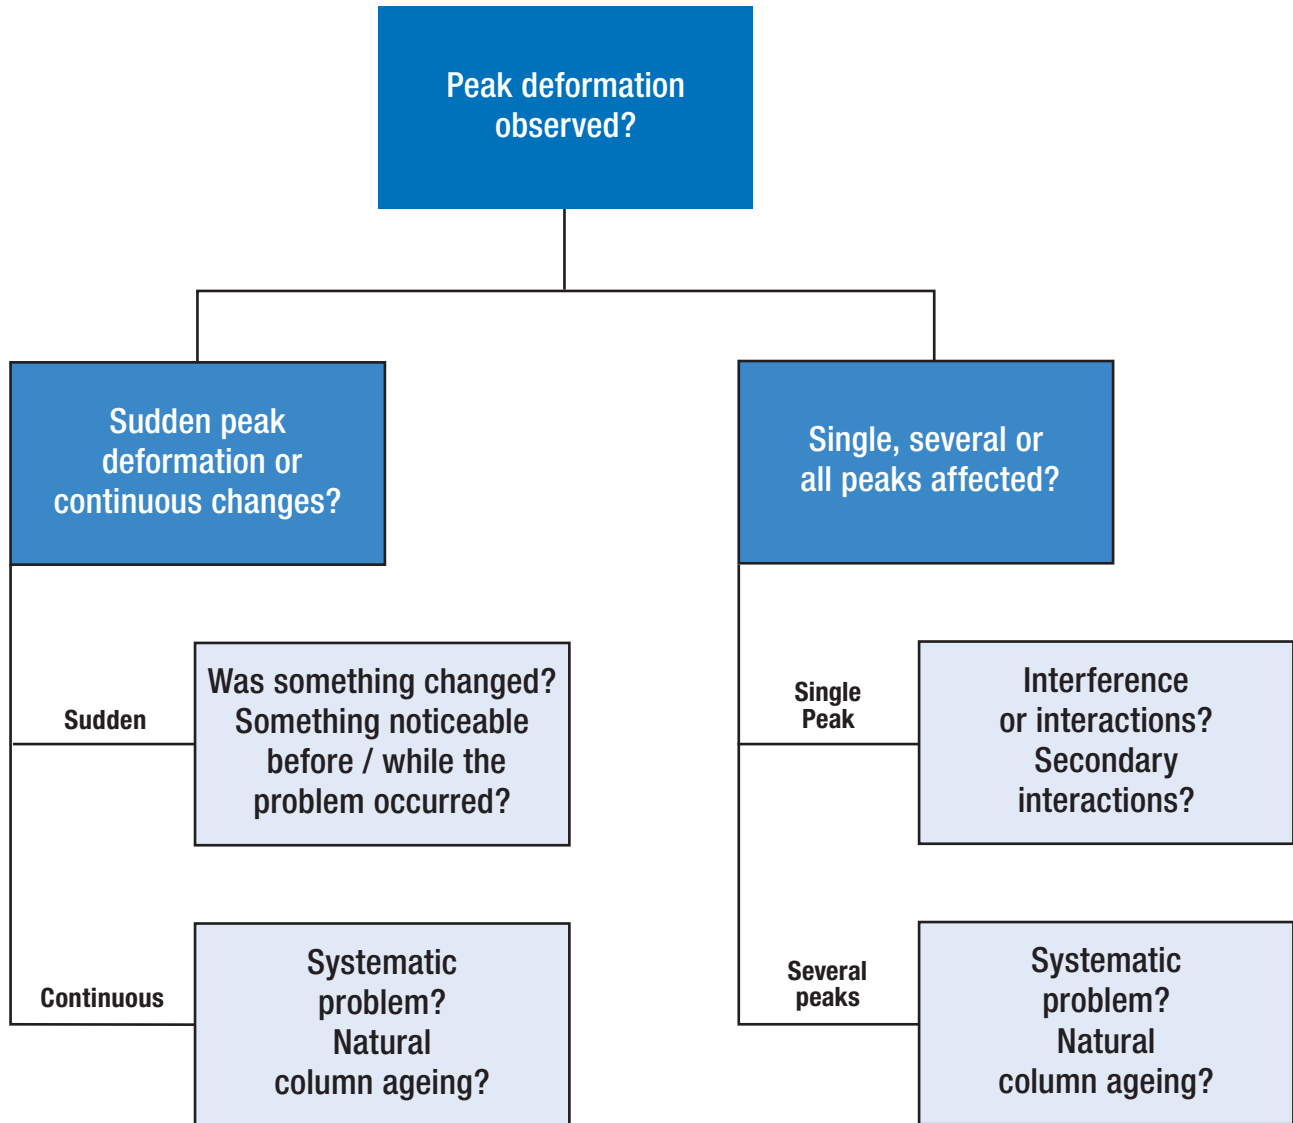 Peak deformation
observed?
Sudden peak
deformation or
continuous changes?
Single, several or
all peaks affected?
Sudden
Was something changed?
Something noticeable
before / while the
problem occurred?
Single
Peak
Interference
or interactions?
Secondary
interactions?
Continuous
Systematic
problem?
Natural
column ageing?
Several
peaks
Systematic
problem?
Natural
column ageing?